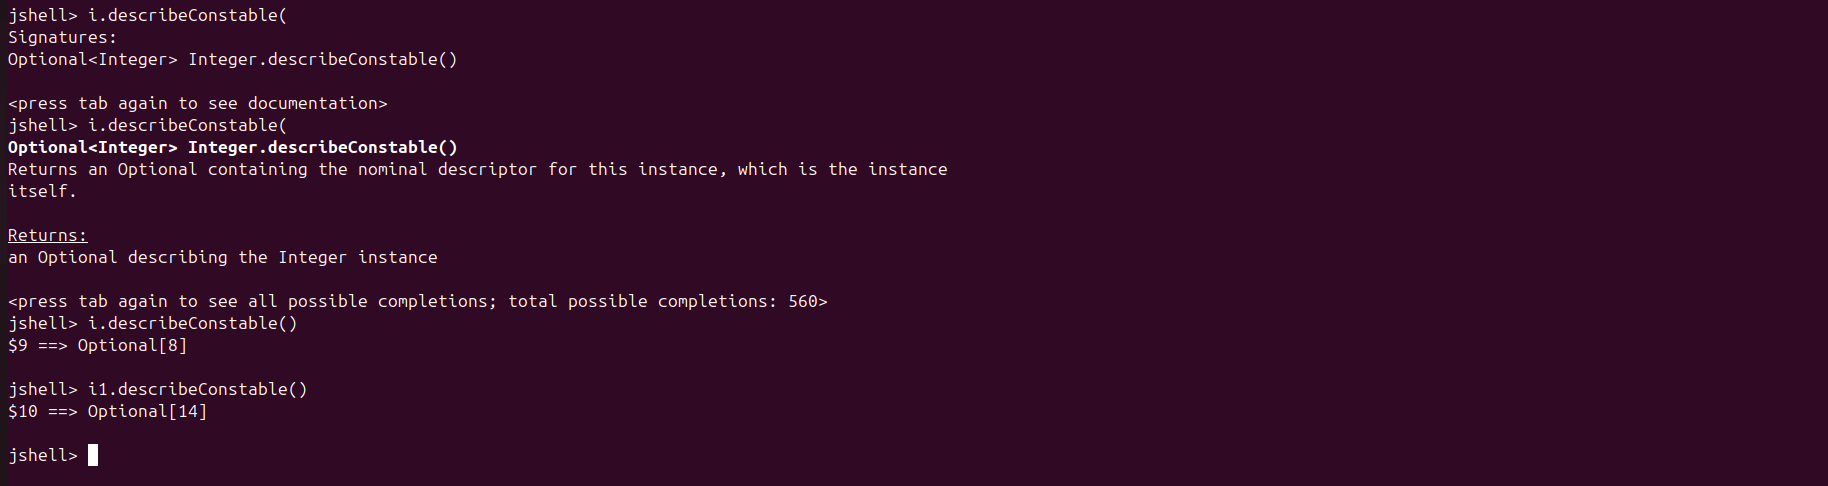 jshell> i.describeConstable(
Signatures:
Optional<Integer> Integer.describeConstable()
<press tab again to see documentation>
jshell> i.describeConstable(
Optional<Integer> Integer.describeConstable()
Returns an Optional containing the nominal descriptor for this instance, which is the instance
itself.
Returns:
an Optional describing the Integer instance
<press tab again to see all possible completions; total possible completions: 560>
jshell> i.describeConstable()
$9 ==> Optional[8]
jshell> i1.describeConstable()
$10 ==> Optional[14]
jshell>